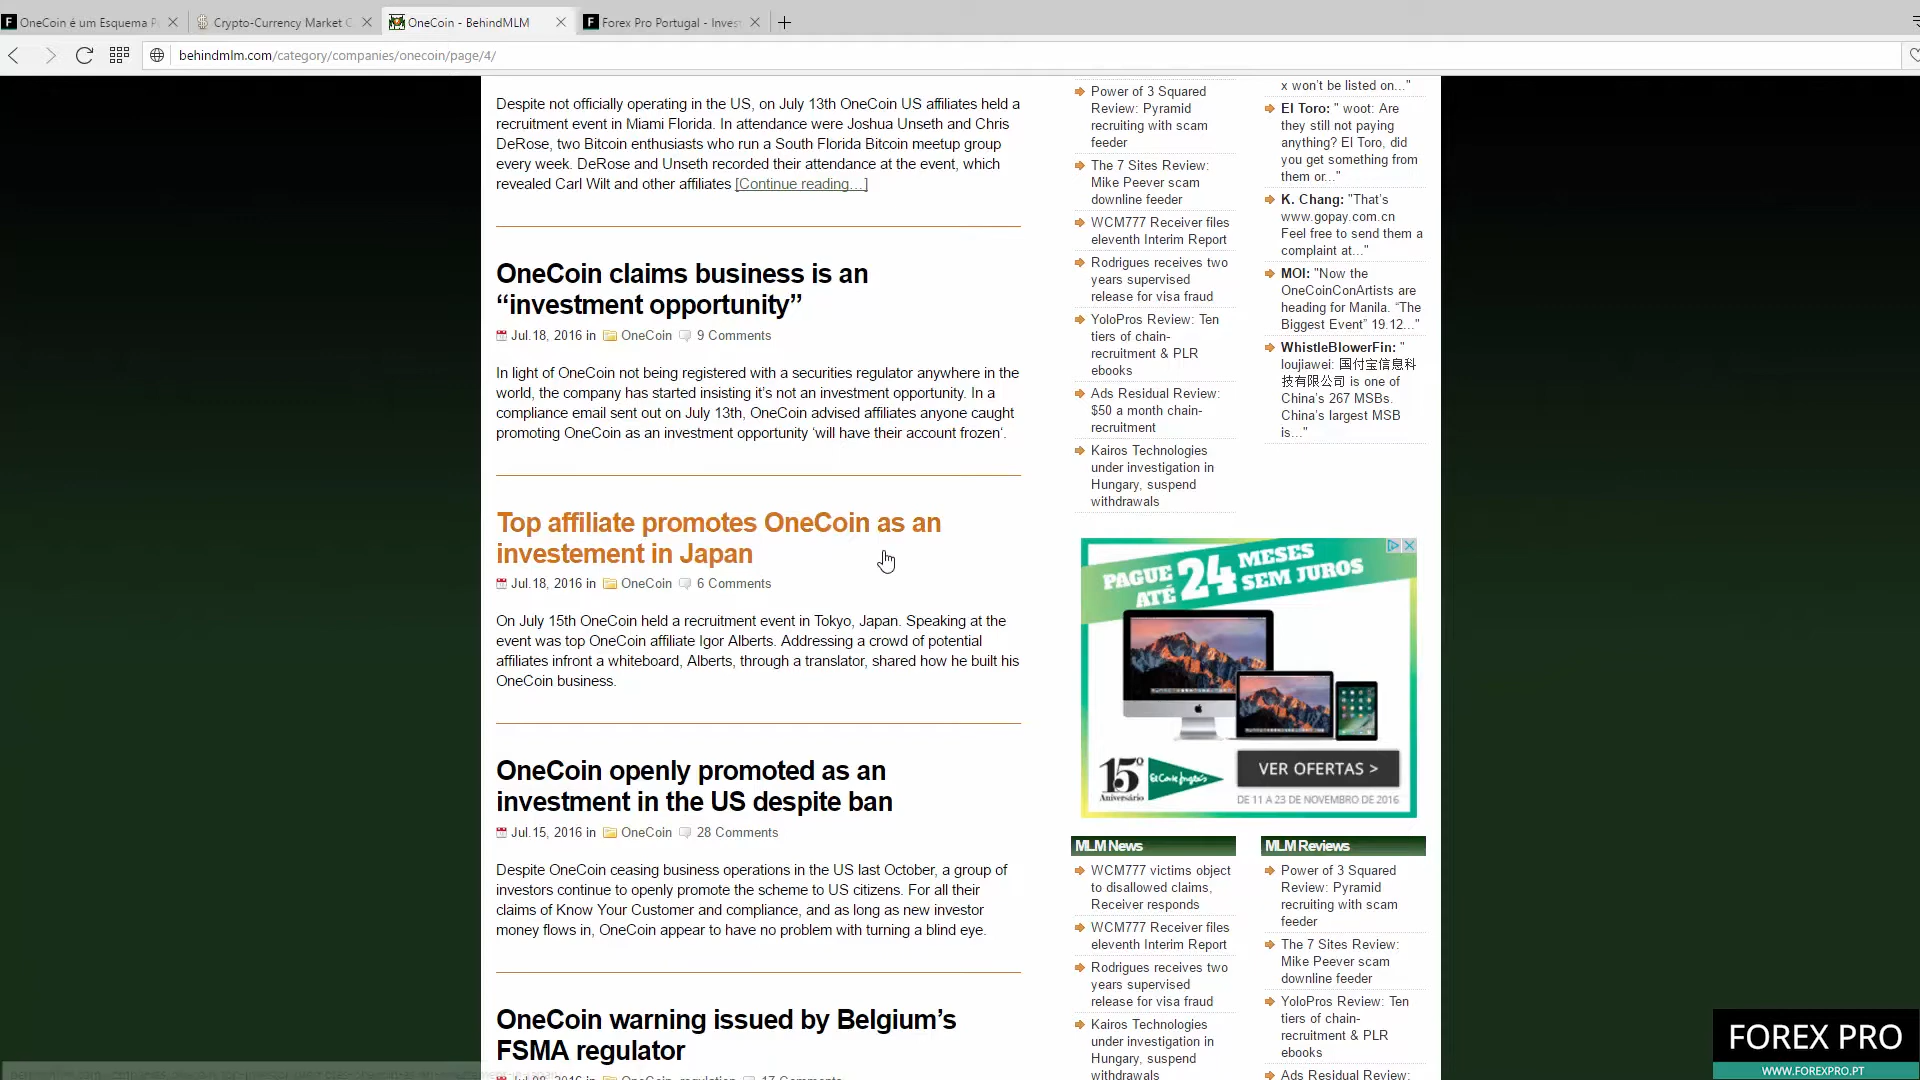 OneCoin é um Esquema P
Crypto-Currency Market C
OneCoin - BehindMLM
Forex Pro Portugal - Invest
behindmlm.com/category/companies/onecoin/page/4/
Despite not officially operating in the US, on July 13th OneCoin US affiliates held a
recruitment event in Miami Florida. In attendance were Joshua Unseth and Chris
DeRose, two Bitcoin enthusiasts who run a South Florida Bitcoin meetup group
every week. DeRose and Unseth recorded their attendance at the event, which
revealed Carl Wilt and other affiliates [Continue reading…]
OneCoin claims business is an
“investment opportunity”
Jul.18, 2016 in OneCoin 9 Comments
In light of OneCoin not being registered with a securities regulator anywhere in the
world, the company has started insisting it’s not an investment opportunity. In a
compliance email sent out on July 13th, OneCoin advised affiliates anyone caught
promoting OneCoin as an investment opportunity ‘will have their account frozen‘.
Top affiliate promotes OneCoin as an
investement in Japan
Jul.18, 2016 in OneCoin 6 Comments
On July 15th OneCoin held a recruitment event in Tokyo, Japan. Speaking at the
event was top OneCoin affiliate Igor Alberts. Addressing a crowd of potential
affiliates infront a whiteboard, Alberts, through a translator, shared how he built his
OneCoin business.
OneCoin openly promoted as an
investment in the US despite ban
Jul.15, 2016 in OneCoin 28 Comments
Despite OneCoin ceasing business operations in the US last October, a group of
investors continue to openly promote the scheme to US citizens. For all their
claims of Know Your Customer and compliance, and as long as new investor
money flows in, OneCoin appear to have no problem with turning a blind eye.
OneCoin warning issued by Belgium’s
FSMA regulator
Power of 3 Squared
Review: Pyramid
recruiting with scam
feeder
The 7 Sites Review:
Mike Peever scam
downline feeder
WCM777 Receiver files
eleventh Interim Report
Rodrigues receives two
years supervised
release for visa fraud
YoloPros Review: Ten
tiers of chain-
recruitment & PLR
ebooks
Ads Residual Review:
$50 a month chain-
recruitment
Kairos Technologies
under investigation in
Hungary, suspend
withdrawals
x won’t be listed on..."
El Toro: " woot: Are
they still not paying
anything? El Toro, did
you get something from
them or..."
K. Chang: "That’s
www.gopay.com.cn
Feel free to send them a
complaint at..."
MOI: "Now the
OneCoinConArtists are
heading for Manila. “The
Biggest Event” 19.12..."
WhistleBlowerFin: "
loujiawei: 国付宝信息科
技有限公司 is one of
China’s 267 MSBs.
China’s largest MSB
is..."
PAGUE 24 MESES
ATÉ SEM JUROS
15º
Aniversário
El Corte Inglés
VER OFERTAS >
DE 11 A 23 DE NOVEMBRO DE 2016
MLM News
WCM777 victims object
to disallowed claims,
Receiver responds
WCM777 Receiver files
eleventh Interim Report
Rodrigues receives two
years supervised
release for visa fraud
Kairos Technologies
under investigation in
Hungary, suspend
withdrawals
MLM Reviews
Power of 3 Squared
Review: Pyramid
recruiting with scam
feeder
The 7 Sites Review:
Mike Peever scam
downline feeder
YoloPros Review: Ten
tiers of chain-
recruitment & PLR
ebooks
Ads Residual Review:
FOREX PRO
WWW.FOREXPRO.PT